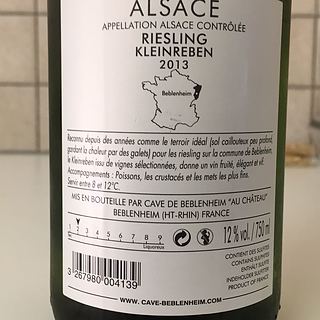 ALSACE
APPELLATION ALSACE CONTRÔLÉE
RIESLING
KLEINREBEN
2013
Beblenheim
Reconnu depuis des années comme le terroir idéal (sol caillouteux peu profond,
gardant la chaleur par des galets) pour les riesling sur la commune de Beblenheim,
le Kleinreben issu de vignes sélectionnées, donne un vin fruité, élégant et vif.
Accompagnements : Poissons, les crustacés et les mets les plus fins.
Servir entre 8 et 12°C.
MIS EN BOUTEILLE PAR CAVE DE BEBLENHEIM "AU CHÂTEAU"
BEBLENHEIM (HT-RHIN) FRANCE
1 2 3 4 5 6 7 8 9
Liquoreux
12% vol. / 750 ml
CONTIENT DES SULFITES
CONTAINS SULPHITES
ENTHÄLT SULFITE
INDEHOLDER SULFITTER
PRODUCT OF FRANCE
3 267980 004139
WWW.CAVE-BEBLENHEIM.COM